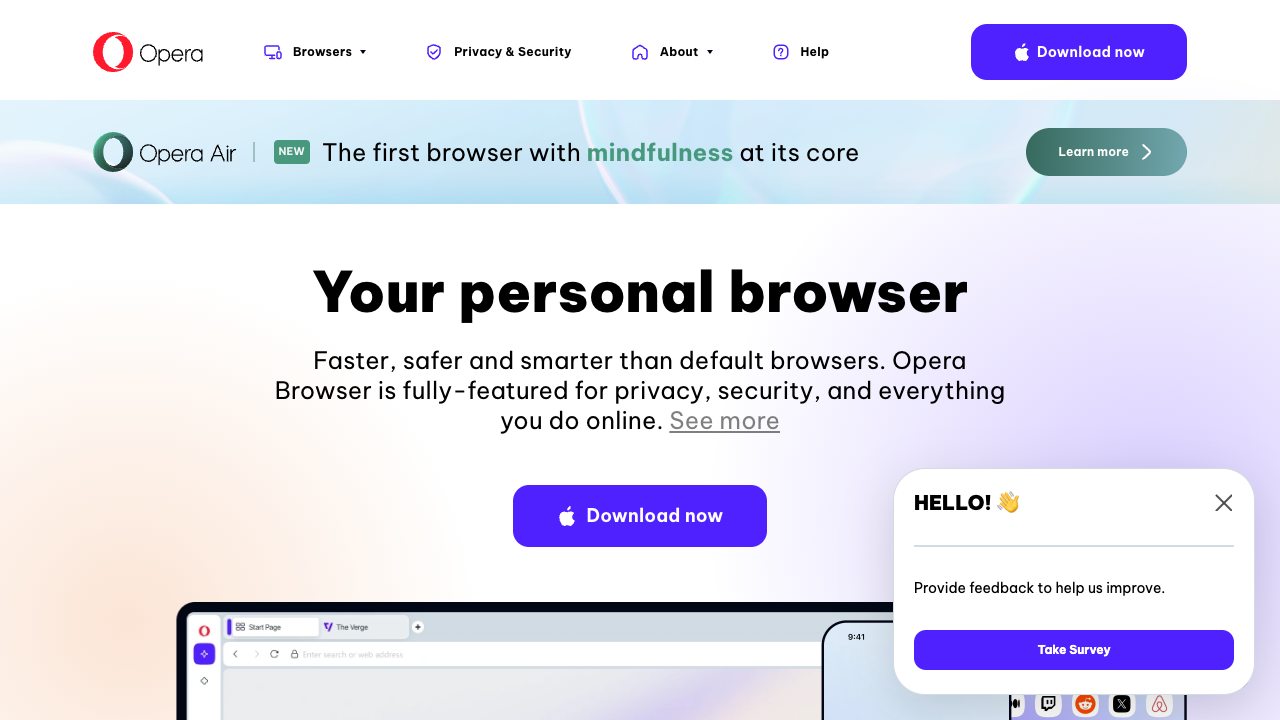 Opera
Browsers
Privacy & Security
About
Help
Download now
Opera Air
NEW
The first browser with mindfulness at its core
Learn more
Your personal browser
Faster, safer and smarter than default browsers. Opera
Browser is fully-featured for privacy, security, and everything
you do online. See more
Download now
HELLO! 👋
Provide feedback to help us improve.
Take Survey
Start Page
The Verge
Enter search or web address
9:41